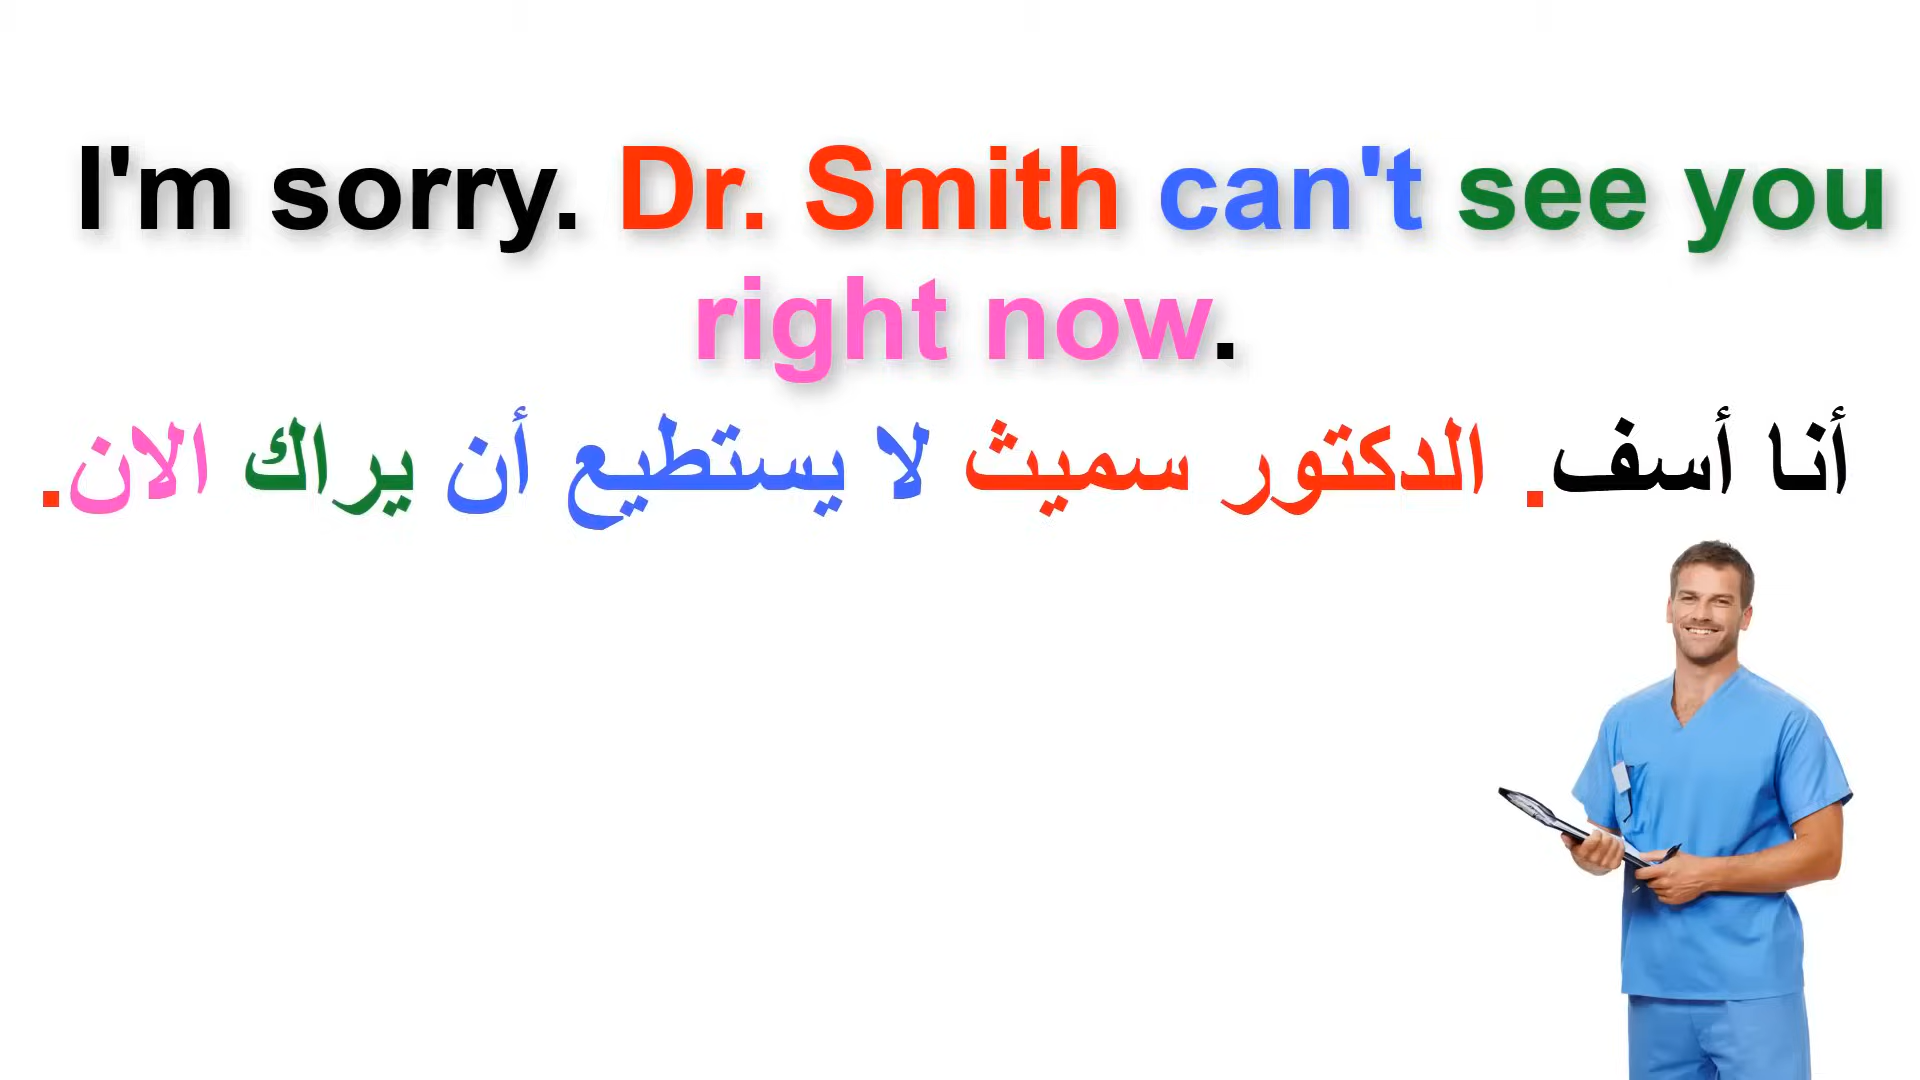 I'm sorry. Dr. Smith can't see you
right now.
أنا أسف. الدكتور سميث لا يستطيع أن يراك الان.